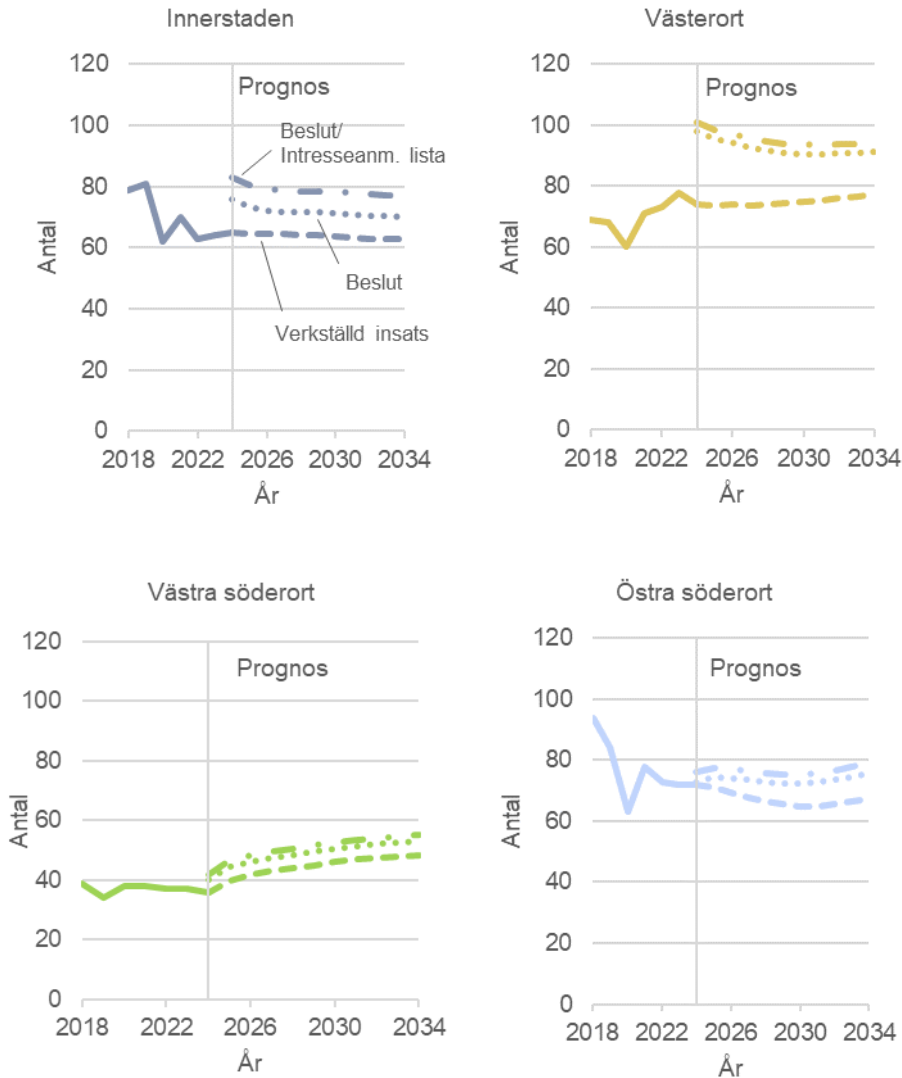 Innerstaden
120
100
80
60
40
20
0
Antal
Prognos
Beslut/
Intresseanm. lista
Beslut
Verkställd insats
2018 2022 2026 2030 2034
År
Västerort
120
100
80
60
40
20
0
Antal
Prognos
2018 2022 2026 2030 2034
År
Västra söderort
120
100
80
60
40
20
0
Antal
Prognos
2018 2022 2026 2030 2034
År
Östra söderort
120
100
80
60
40
20
0
Antal
Prognos
2018 2022 2026 2030 2034
År